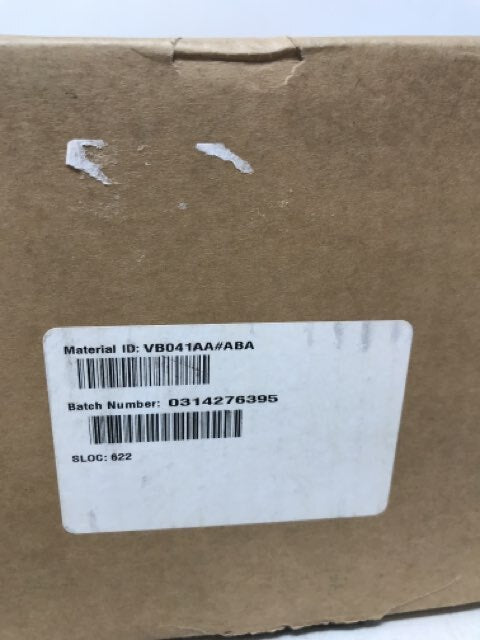 Material ID: VB041AA#ABA
Batch Number: 0314276395
SLOC: 622